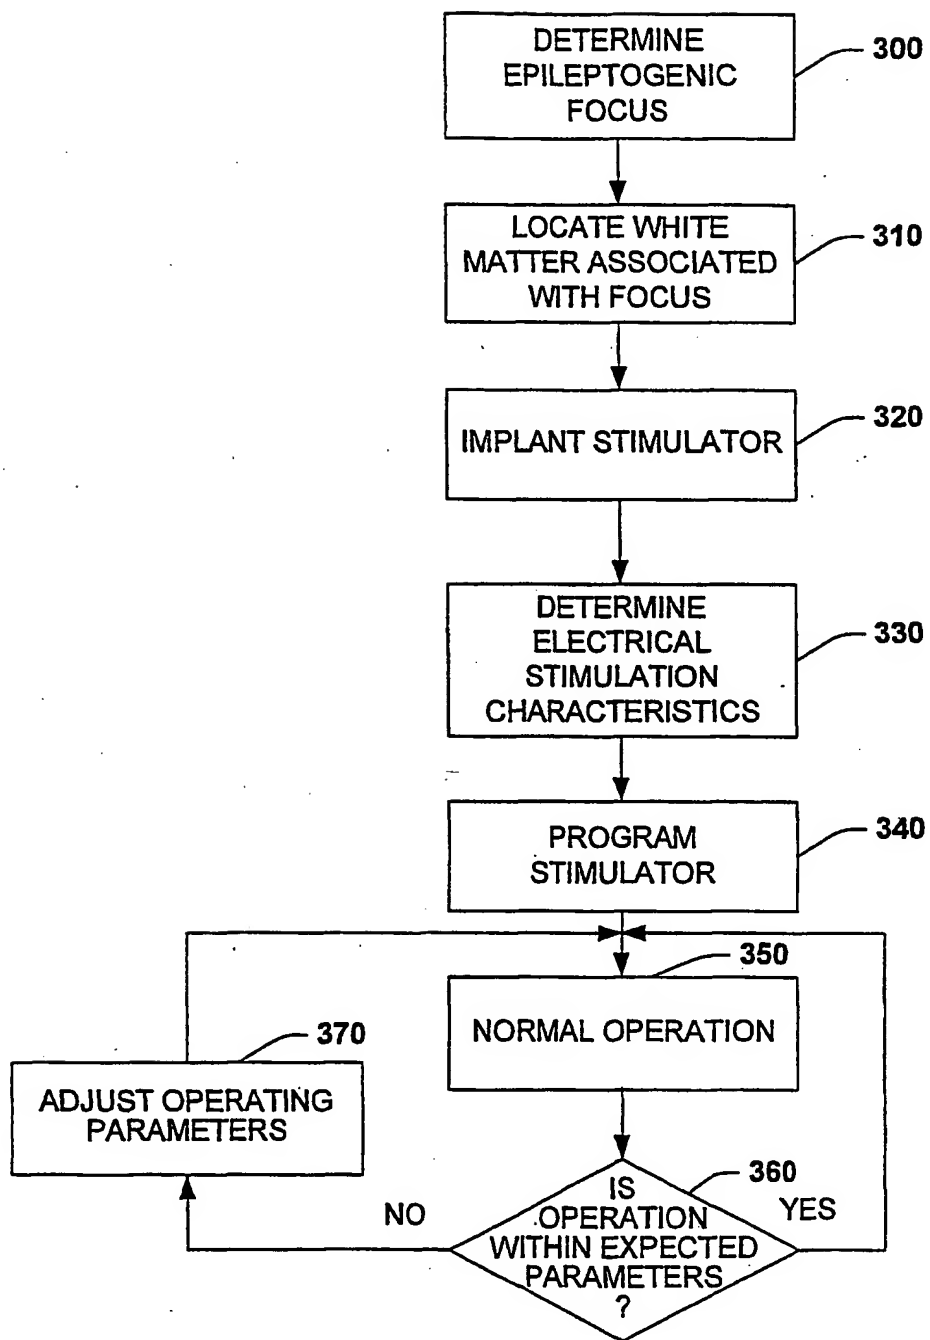 DETERMINE
EPILEPTOGENIC
FOCUS
300
LOCATE WHITE
MATTER ASSOCIATED
WITH FOCUS
310
IMPLANT STIMULATOR
320
DETERMINE
ELECTRICAL
STIMULATION
CHARACTERISTICS
330
PROGRAM
STIMULATOR
340
350
NORMAL OPERATION
370
ADJUST OPERATING
PARAMETERS
360
IS
OPERATION
WITHIN EXPECTED
PARAMETERS
?
NO
YES